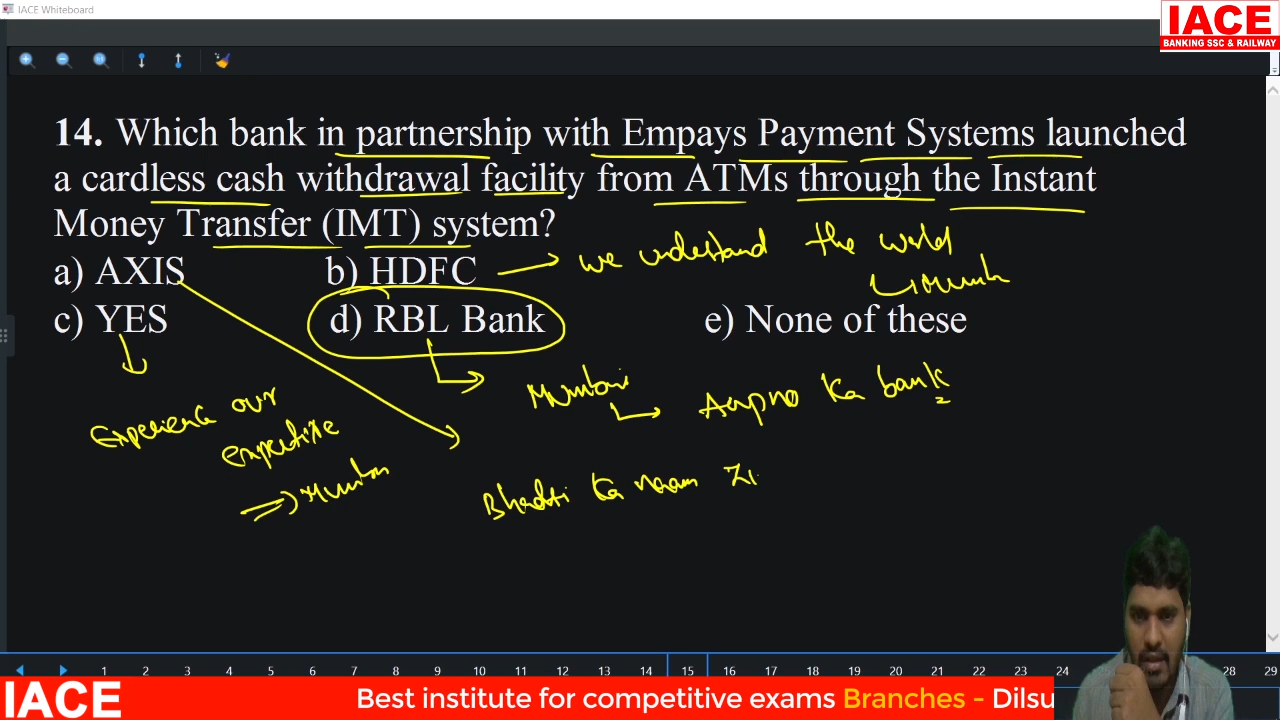 IACE Whiteboard
IACE
BANKING SSC & RAILWAY
14. Which bank in partnership with Empays Payment Systems launched
a cardless cash withdrawal facility from ATMs through the Instant
Money Transfer (IMT) system?
a) AXIS b) HDFC we understand the world
c) YES d) RBL Bank e) None of these
Mumbai Aapno Ka bank
Experience our
expertise
Ka naam
1 2 3 4 5 6 7 8 9 10 11 12 13 14 15 16 17 18 19 20 21 22 23 24 28 29
IACE Best institute for competitive exams Branches - Dilsu